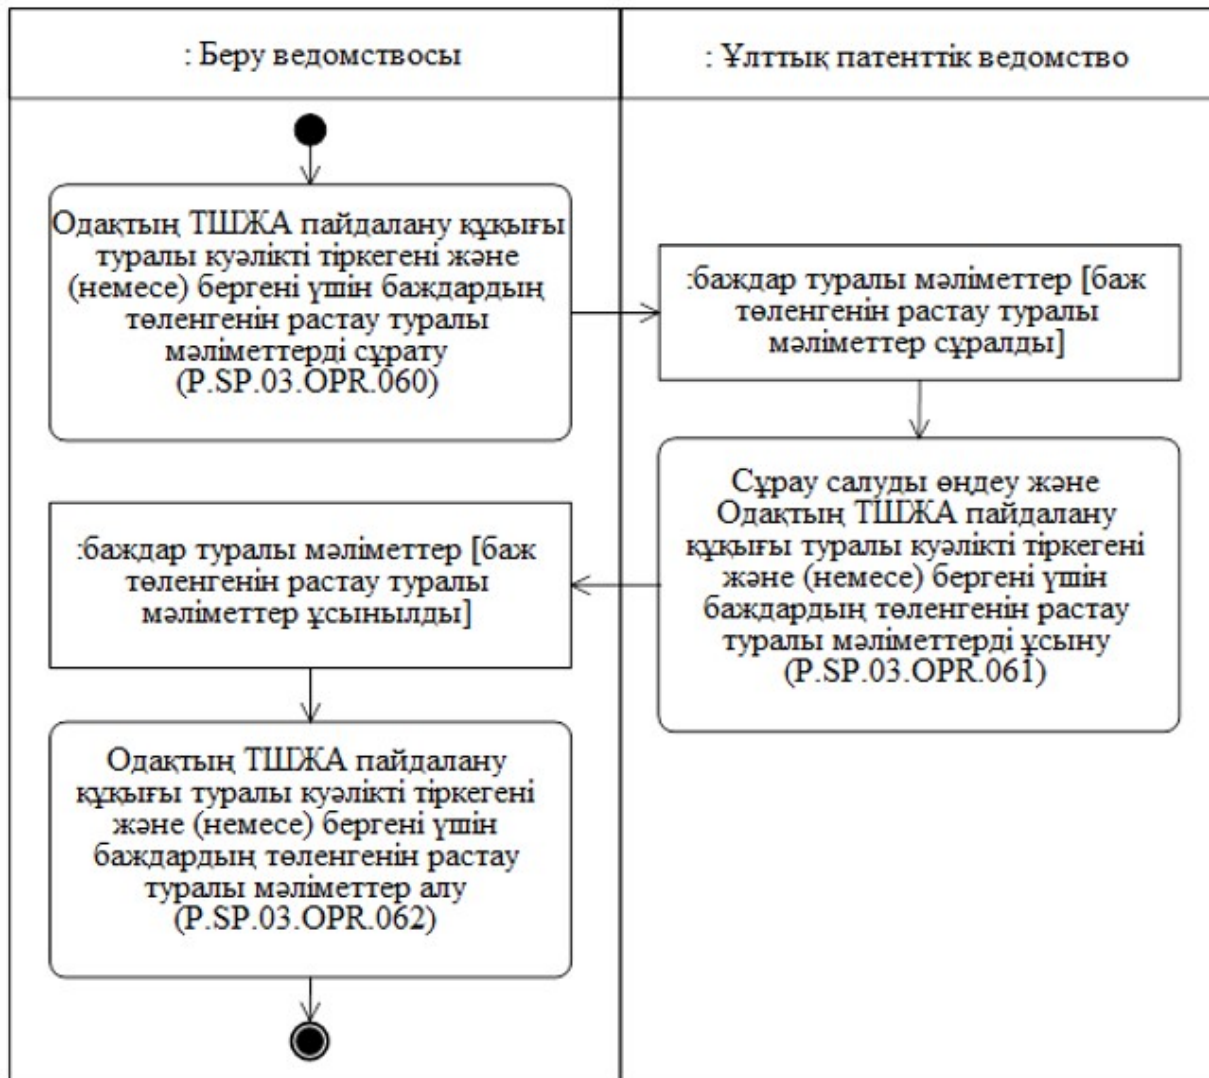 : Беру ведомствосы
: Ұлттық патенттік ведомство
Одақтың ТШЖА пайдалану құқығы
туралы куәлікті тіркегені және
(немесе) бергені үшін баждардың
төленгенін растау туралы
мәліметтерді сұрату
(P.SP.03.OPR.060)
:баждар туралы мәліметтер [баж
төленгенін растау туралы
мәліметтер сұралды]
Сұрау салуды өңдеу және
Одақтың ТШЖА пайдалану
құқығы туралы куәлікті тіркегені
және (немесе) бергені үшін
баждардың төленгенін растау
туралы мәліметтерді ұсыну
(P.SP.03.OPR.061)
:баждар туралы мәліметтер [баж
төленгенін растау туралы
мәліметтер ұсынылды]
Одақтың ТШЖА пайдалану
құқығы туралы куәлікті тіркегені
және (немесе) бергені үшін
баждардың төленгенін растау
туралы мәліметтер алу
(P.SP.03.OPR.062)